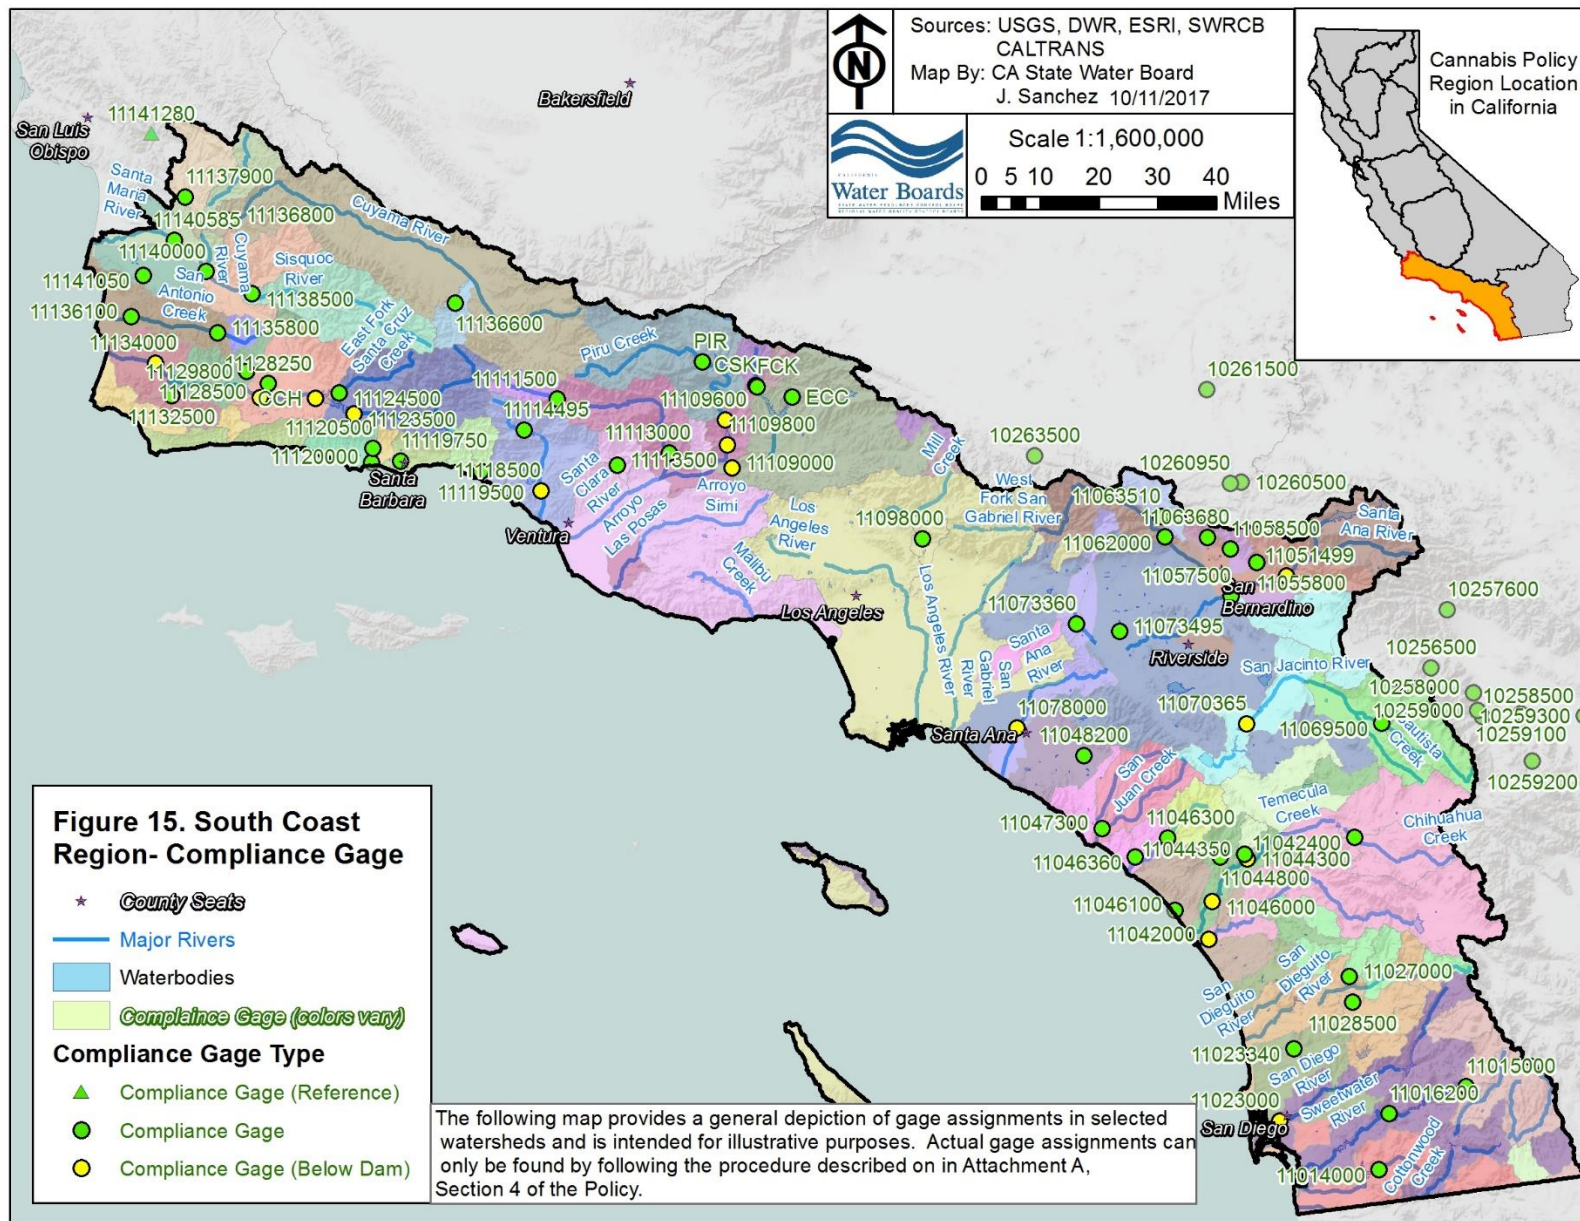 Sources: USGS, DWR, ESRI, SWRCB
CALTRANS
Map By: CA State Water Board
J. Sanchez 10/11/2017
N
CALIFORNIA
Water Boards
STATE WATER RESOURCES CONTROL BOARD
REGIONAL WATER QUALITY CONTROL BOARDS
Scale 1:1,600,000
0 5 10 20 30 40
Miles
Cannabis Policy
Region Location
in California
Bakersfield
11141280
San Luis
Obispo
Santa
Maria
River
11137900
11140585
11136800
11140000
Cuyama
River
Cuyama River
Sisquoc
River
11141050
San
Antonio
Creek
11138500
11136100
11135800
East Fork
Santa Cruz
Creek
11136600
11134000
11129800
11128250
11128500
CCH
11132500
11124500
11123500
11120500
11119750
11120000
Santa
Barbara
Piru Creek
PIR
CSK
FCK
ECC
11111500
11114495
11109600
11109800
11113000
11113500
11109000
11118500
11119500
Santa
Clara
River
Arroyo
Las Posas
Arroyo
Simi
Ventura
Malibu
Creek
Los
Angeles
River
Mill
Creek
10261500
10263500
10260950
10260500
West
Fork San
Gabriel River
11063510
11063680
11062000
11058500
11051499
11057500
11055800
Santa
Ana River
San
Bernardino
11098000
Los Angeles
Los Angeles River
San
Gabriel
River
11073360
11073495
Santa
Ana
River
Riverside
10257600
10256500
San Jacinto River
10258000
10258500
10259000
10259300
10259100
10259200
11070365
11069500
Bautista
Creek
11078000
Santa Ana
11048200
San
Juan Creek
Temecula
Creek
Chihuahua
Creek
11047300
11046300
11046360
11044350
11042400
11044300
11044800
11046100
11046000
11042000
San
Dieguito
River
San
Dieguito
River
11027000
11028500
11023340
San Diego
River
Sweetwater
River
11015000
11016200
11023000
San Diego
11014000
Cottonwood
Creek
Figure 15. South Coast
Region- Compliance Gage
County Seats
Major Rivers
Waterbodies
Complaince Gage (colors vary)
Compliance Gage Type
Compliance Gage (Reference)
Compliance Gage
Compliance Gage (Below Dam)
The following map provides a general depiction of gage assignments in selected
watersheds and is intended for illustrative purposes. Actual gage assignments can
only be found by following the procedure described on in Attachment A,
Section 4 of the Policy.